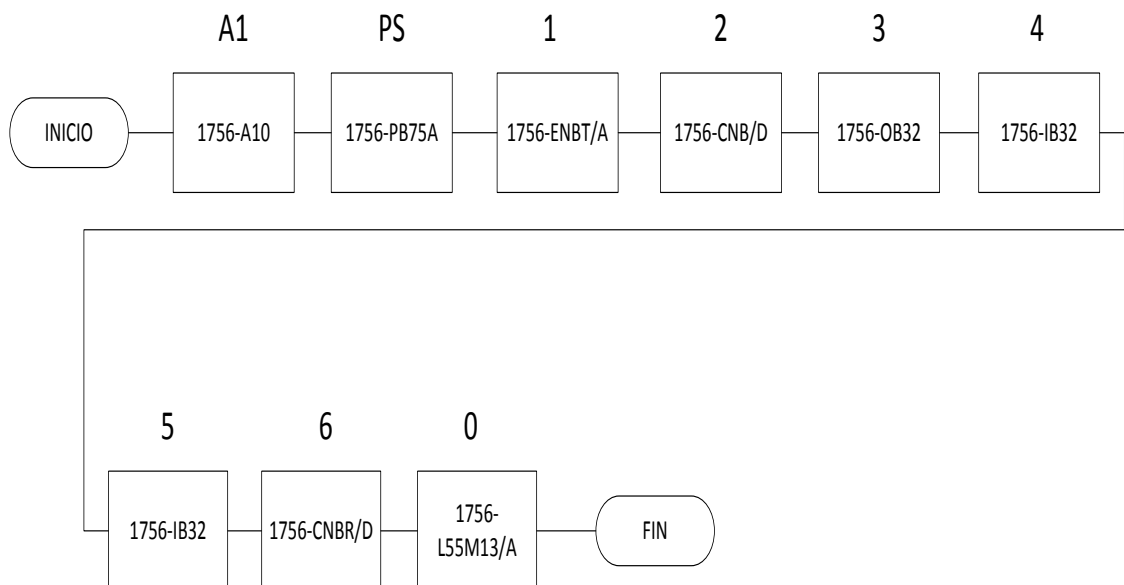 A1 PS 1 2 3 4
INICIO 1756-A10 1756-PB75A 1756-ENBT/A 1756-CNB/D 1756-OB32 1756-IB32
5 6 0
1756-IB32 1756-CNBR/D 1756-
L55M13/A FIN